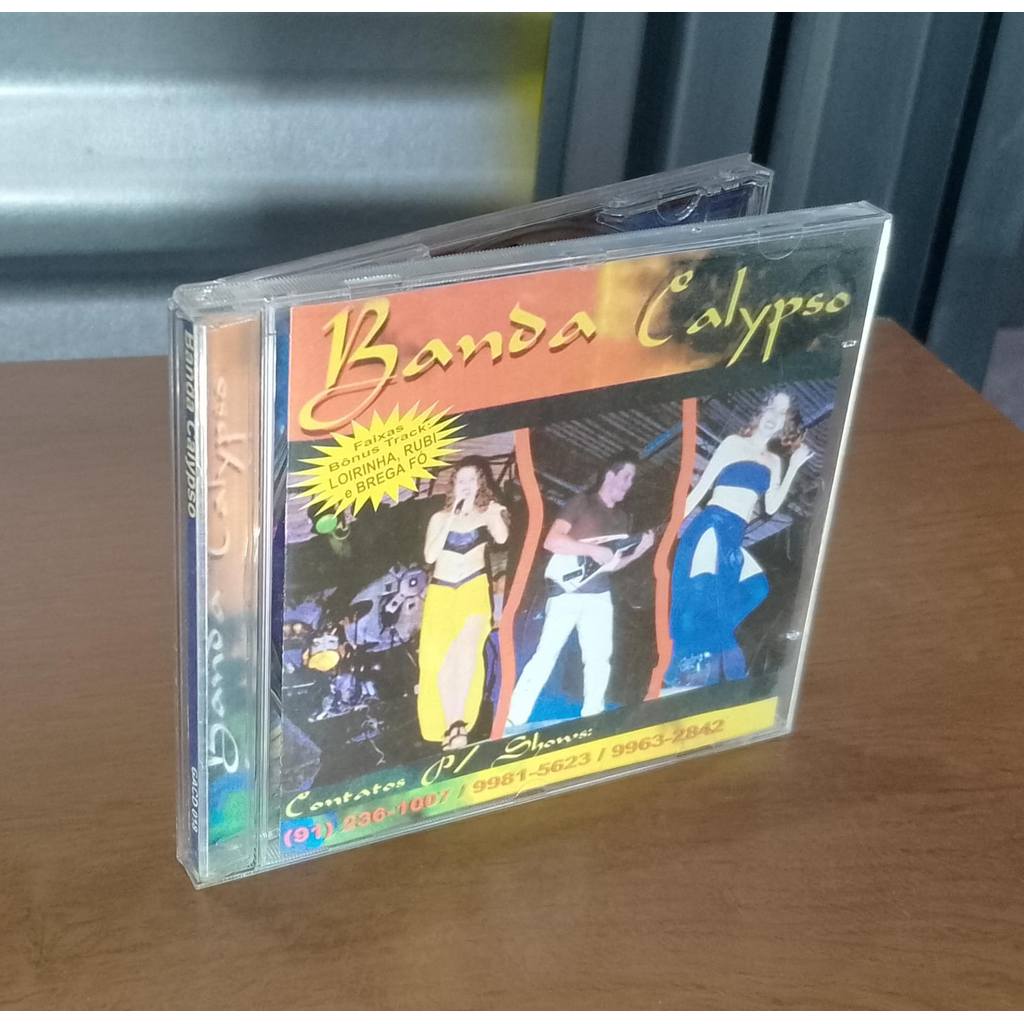 Banda Calypso
Faixas
Bônus Track:
LOIRINHA, RUBI
e BREGA FÓ
Contatos P/ Shows:
(91) 236-1007 / 9981-5623 / 9963-2842
Banda Calypso
Banda Calypso